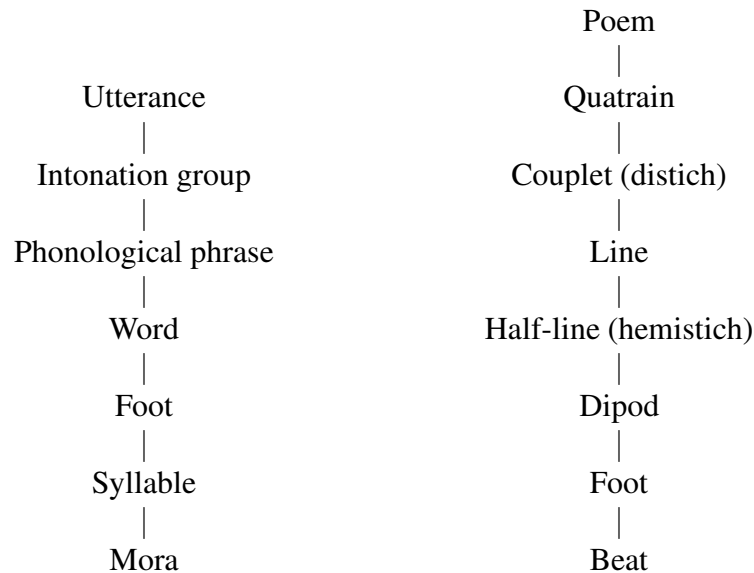 Poem
Utterance Quatrain
Intonation group Couplet (distich)
Phonological phrase Line
Word Half-line (hemistich)
Foot Dipod
Syllable Foot
Mora Beat